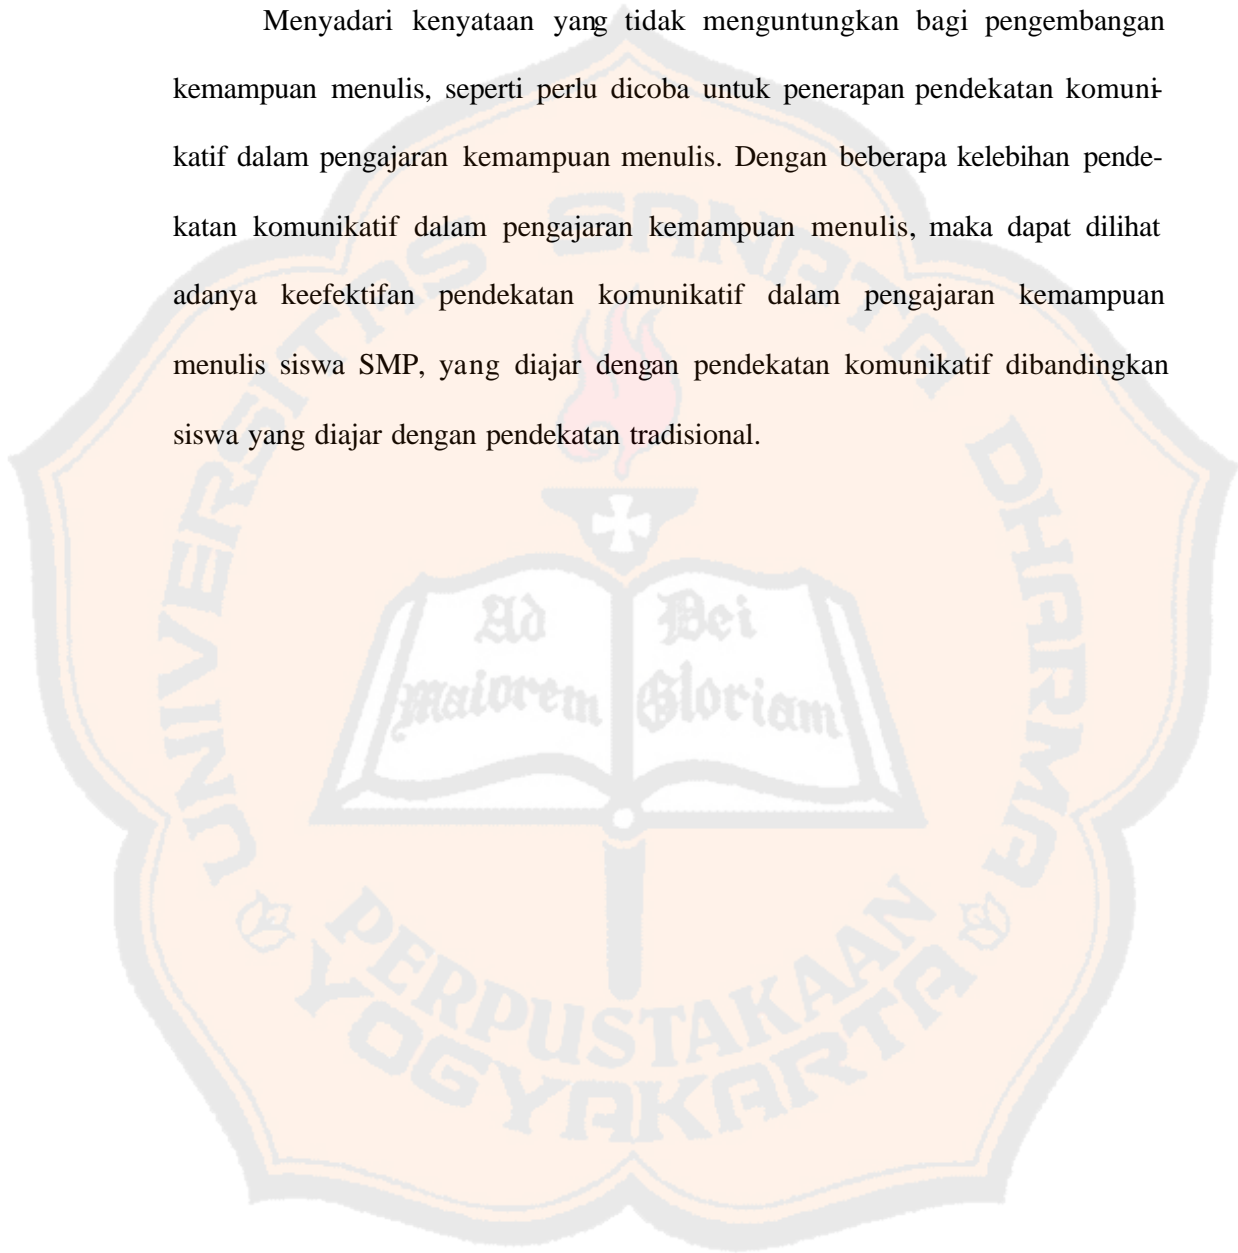 Menyadari kenyataan yang tidak menguntungkan bagi pengembangan
kemampuan menulis, seperti perlu dicoba untuk penerapan pendekatan komuni-
katif dalam pengajaran kemampuan menulis. Dengan beberapa kelebihan pende-
katan komunikatif dalam pengajaran kemampuan menulis, maka dapat dilihat
adanya keefektifan pendekatan komunikatif dalam pengajaran kemampuan
menulis siswa SMP, yang diajar dengan pendekatan komunikatif dibandingkan
siswa yang diajar dengan pendekatan tradisional.
UNIVERSITAS SANATA DHARMA
Ad Dei
Maiorem Gloriam
PERPUSTAKAAN
YOGYAKARTA